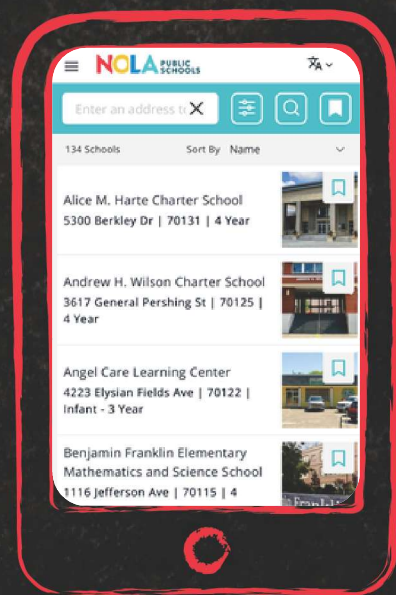 NOLA PUBLIC SCHOOLS
Enter an address t
134 Schools Sort By Name
Alice M. Harte Charter School
5300 Berkley Dr | 70131 | 4 Year
Andrew H. Wilson Charter School
3617 General Pershing St | 70125 |
4 Year
Angel Care Learning Center
4223 Elysian Fields Ave | 70122 |
Infant - 3 Year
Benjamin Franklin Elementary
Mathematics and Science School
1116 Jefferson Ave | 70115 | 4
Franklin